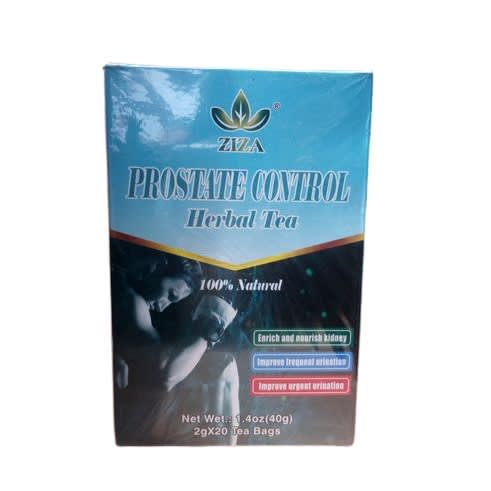 ®
ZIZA
PROSTATE CONTROL
Herbal Tea
100% Natural
Enrich and nourish kidney
Improve frequent urination
Improve urgent urination
Net Wet.: 1.4oz(40g)
2gX20 Tea Bags